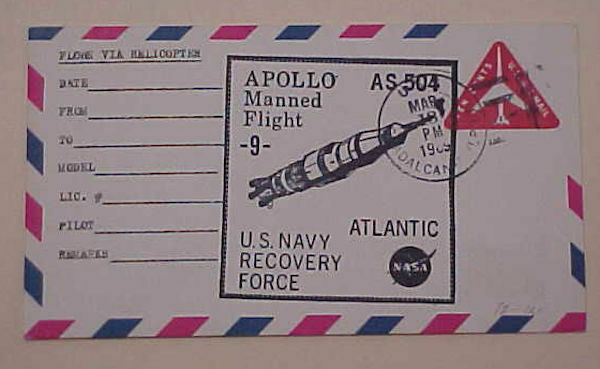 FLOWN VIA HELICOPTER
DATE
FROM
TO
MODEL
LIC. #
PILOT
REMARKS
APOLLO AS-504
Manned
Flight
-9-
ATLANTIC
U.S. NAVY
RECOVERY
FORCE
NASA
MAR
PM